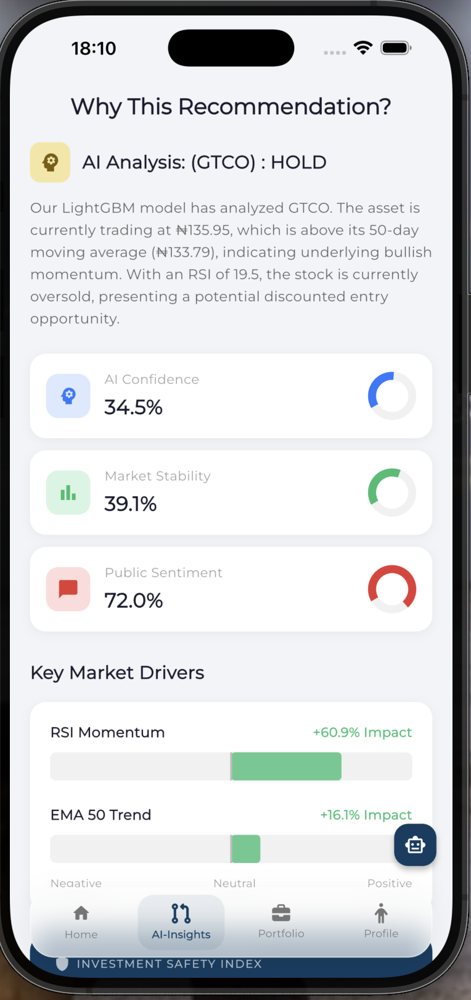 18:10
Why This Recommendation?
AI Analysis: (GTCO) : HOLD
Our LightGBM model has analyzed GTCO. The asset is
currently trading at ₦135.95, which is above its 50-day
moving average (₦133.79), indicating underlying bullish
momentum. With an RSI of 19.5, the stock is currently
oversold, presenting a potential discounted entry
opportunity.
AI Confidence
34.5%
Market Stability
39.1%
Public Sentiment
72.0%
Key Market Drivers
RSI Momentum +60.9% Impact
EMA 50 Trend +16.1% Impact
Negative Neutral Positive
Home AI-Insights Portfolio Profile
INVESTMENT SAFETY INDEX